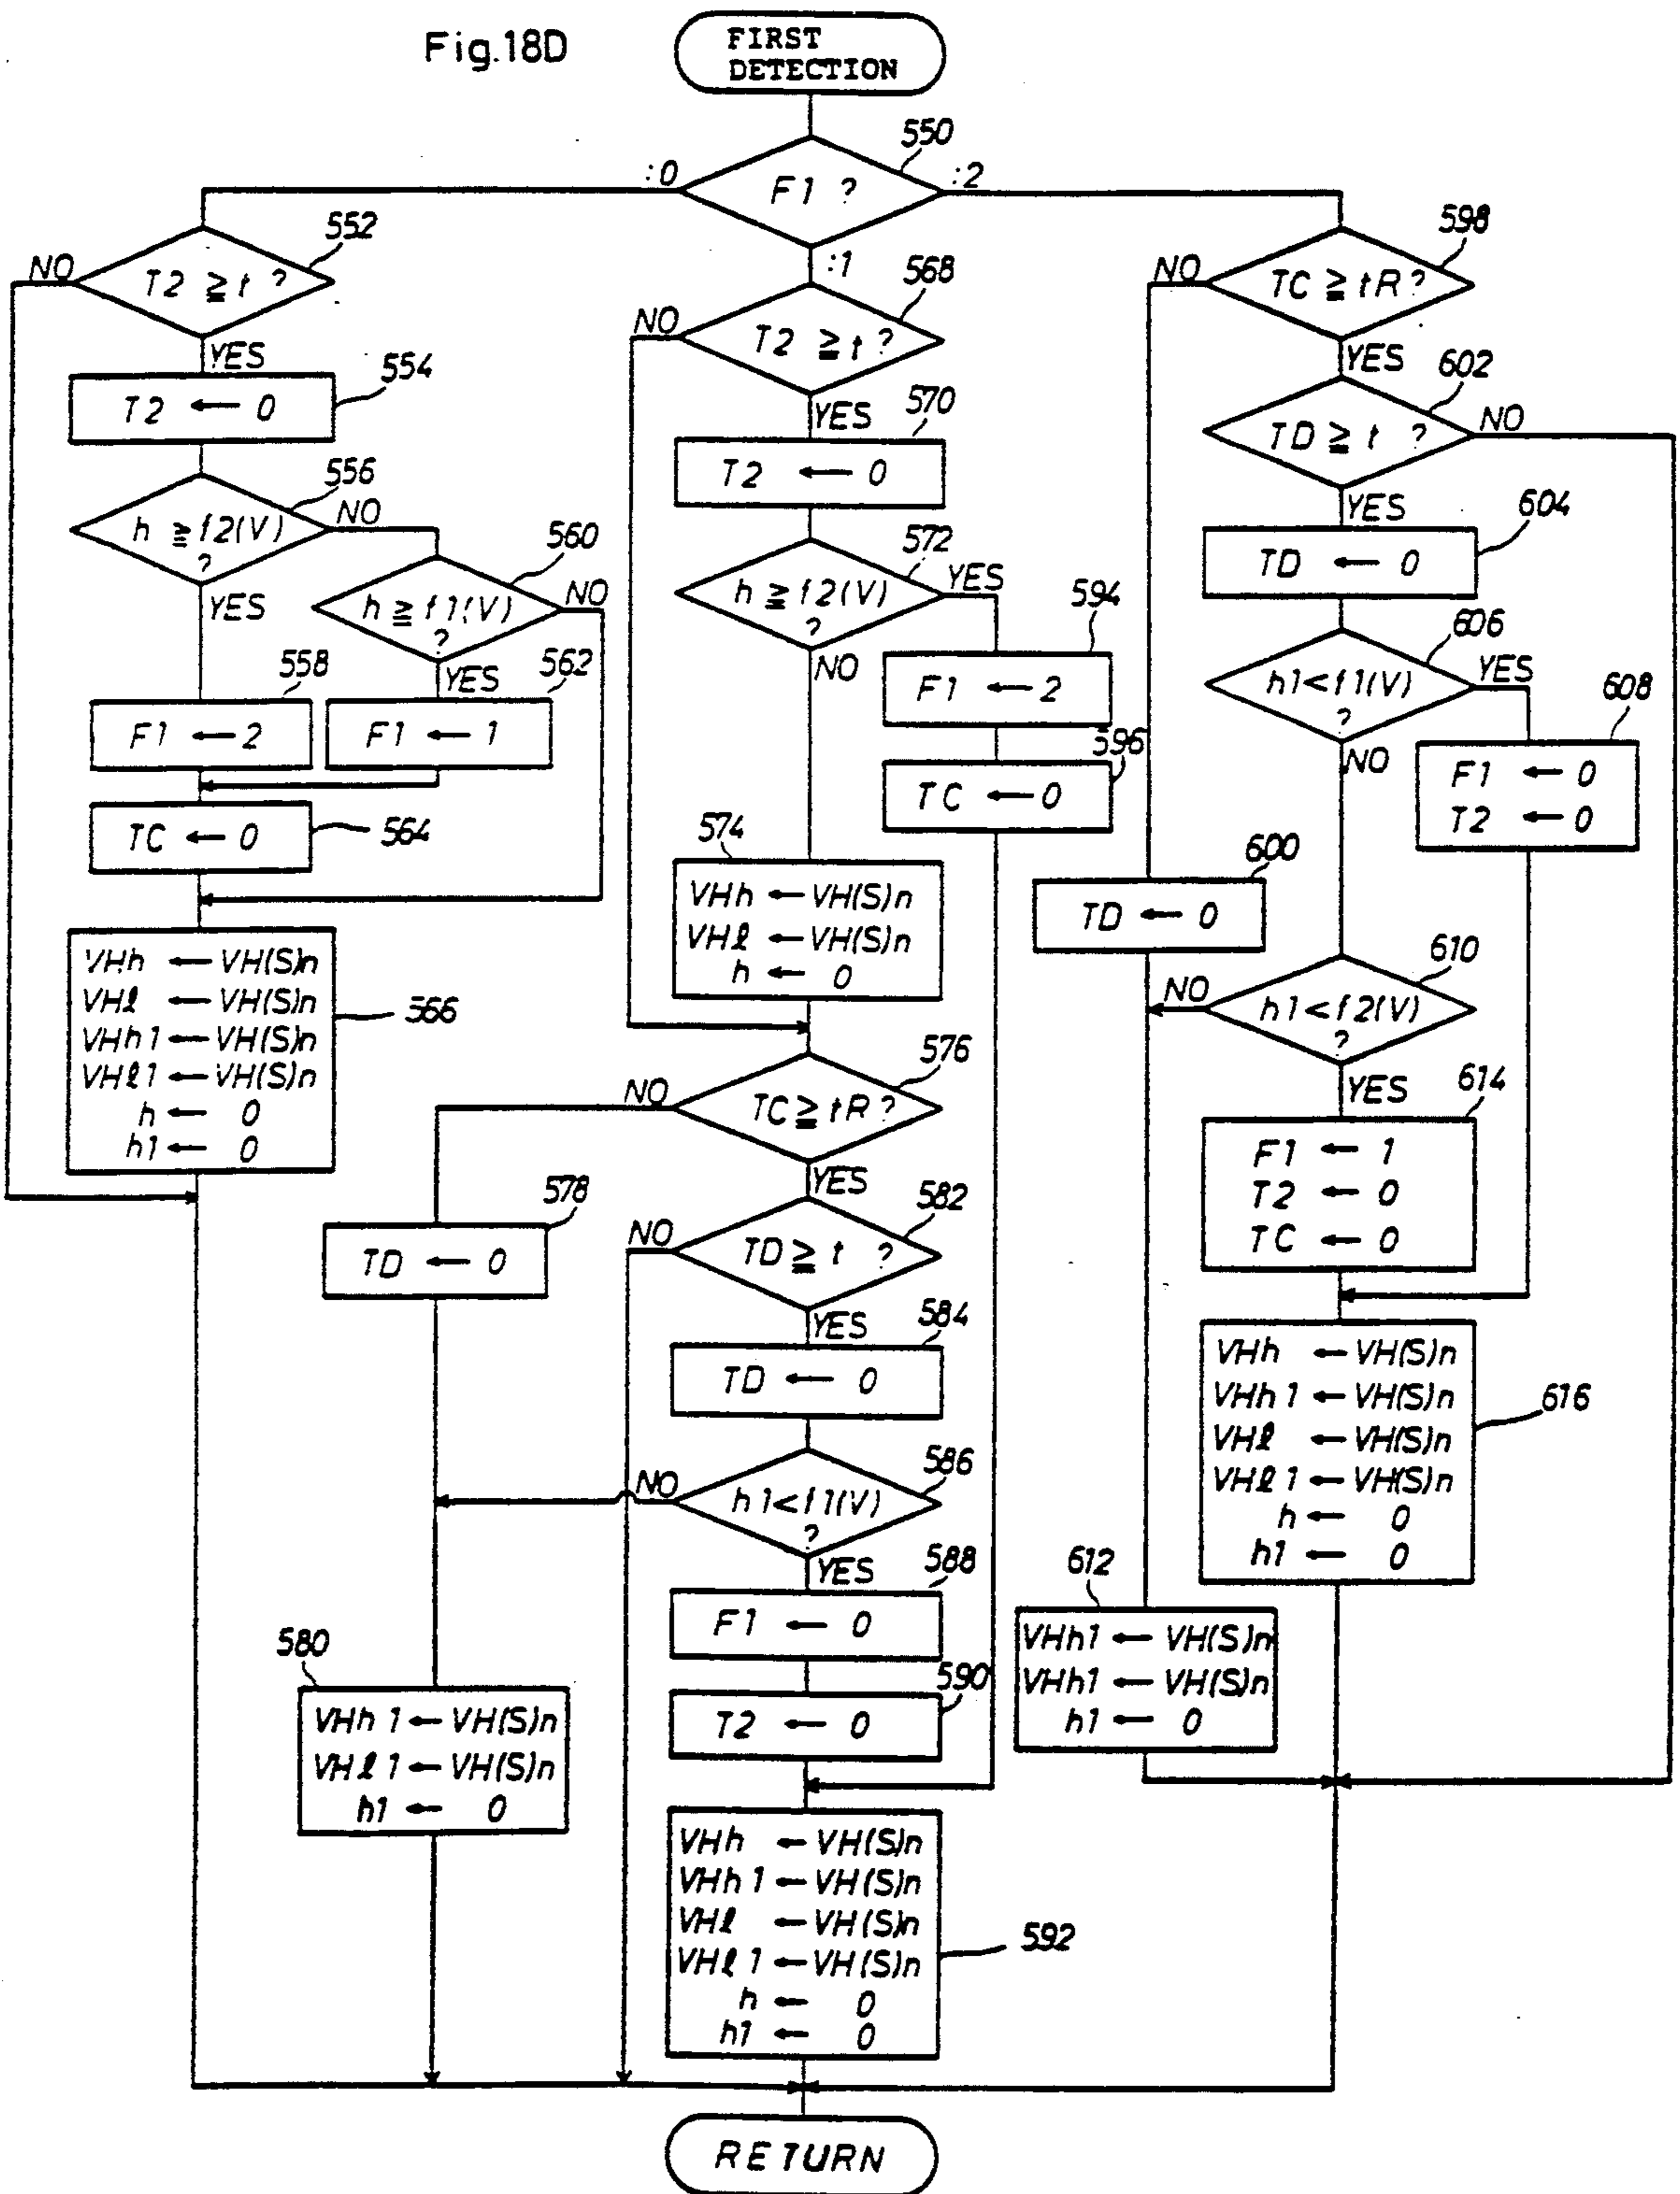 Fig.18D
FIRST
DETECTION
550
F1 ?
:0
:1
:2
552
T2 ≧ t ?
NO
YES
554
T2 ← 0
556
h ≧ f2(V)
?
NO
YES
560
h ≧ f1(V)
?
NO
YES
558
F1 ← 2
562
F1 ← 1
TC ← 0
564
VHh ← VH(S)n
VHℓ ← VH(S)n
VHh1 ← VH(S)n
VHℓ1 ← VH(S)n
h ← 0
h1 ← 0
566
568
T2 ≧ t ?
NO
YES
570
T2 ← 0
572
h ≧ f2(V)
?
YES
NO
594
F1 ← 2
596
TC ← 0
574
VHh ← VH(S)n
VHℓ ← VH(S)n
h ← 0
576
TC ≧ tR ?
NO
YES
578
TD ← 0
582
TD ≧ t ?
NO
YES
584
TD ← 0
586
h1 < f1(V)
?
NO
YES
588
F1 ← 0
590
T2 ← 0
580
VHh1 ← VH(S)n
VHℓ1 ← VH(S)n
h1 ← 0
VHh ← VH(S)n
VHh1 ← VH(S)n
VHℓ ← VH(S)n
VHℓ1 ← VH(S)n
h ← 0
h1 ← 0
592
598
TC ≧ tR ?
NO
YES
602
TD ≧ t ?
NO
YES
604
TD ← 0
606
h1 < f1(V)
?
YES
NO
608
F1 ← 0
T2 ← 0
600
TD ← 0
610
h1 < f2(V)
?
NO
YES
614
F1 ← 1
T2 ← 0
TC ← 0
VHh ← VH(S)n
VHh1 ← VH(S)n
VHℓ ← VH(S)n
VHℓ1 ← VH(S)n
h ← 0
h1 ← 0
616
612
VHh1 ← VH(S)n
VHh1 ← VH(S)n
h1 ← 0
RETURN